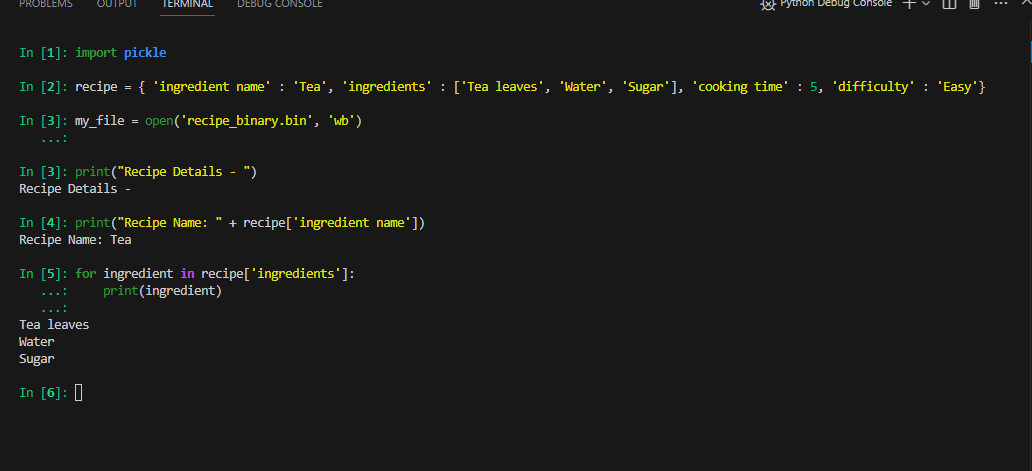 PROBLEMS OUTPUT TERMINAL DEBUG CONSOLE Python Debug Console
In [1]: import pickle
In [2]: recipe = { 'ingredient name' : 'Tea', 'ingredients' : ['Tea leaves', 'Water', 'Sugar'], 'cooking time' : 5, 'difficulty' : 'Easy'}
In [3]: my_file = open('recipe_binary.bin', 'wb')
...:
In [3]: print("Recipe Details - ")
Recipe Details -
In [4]: print("Recipe Name: " + recipe['ingredient name'])
Recipe Name: Tea
In [5]: for ingredient in recipe['ingredients']:
...:     print(ingredient)
...:
Tea leaves
Water
Sugar
In [6]: